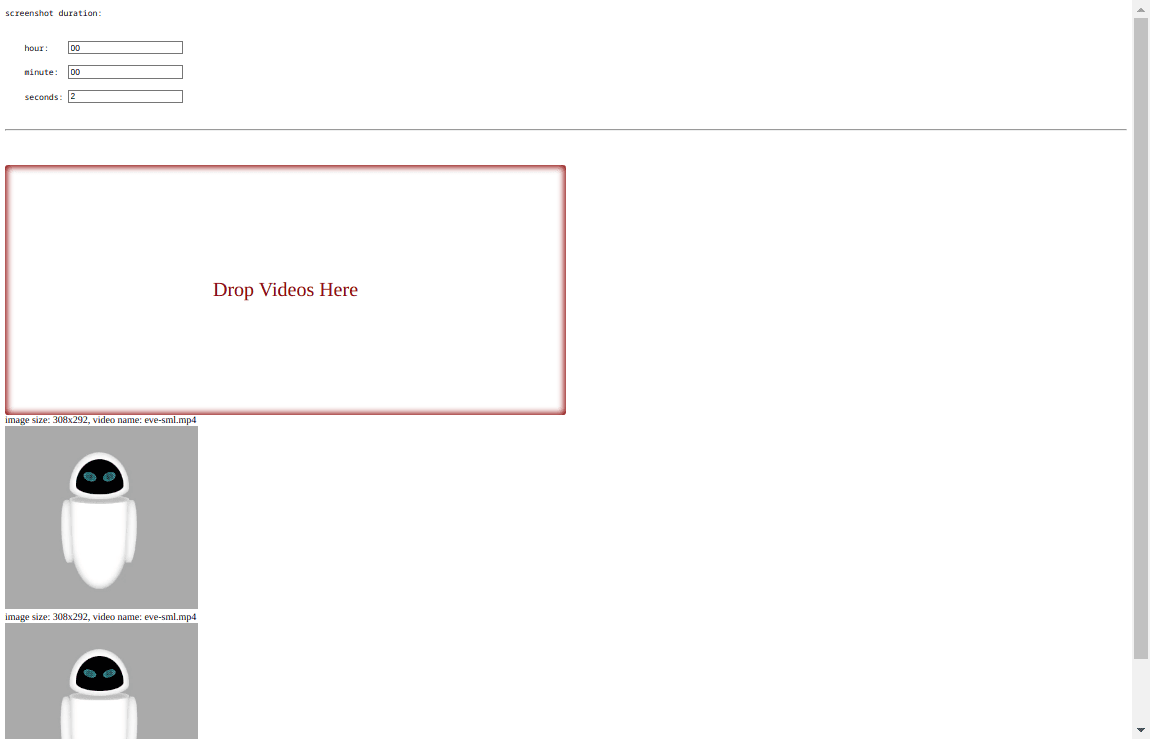 screenshot duration:
hour: 00
minute: 00
seconds: 2
Drop Videos Here
image size: 308x292, video name: eve-sml.mp4
image size: 308x292, video name: eve-sml.mp4